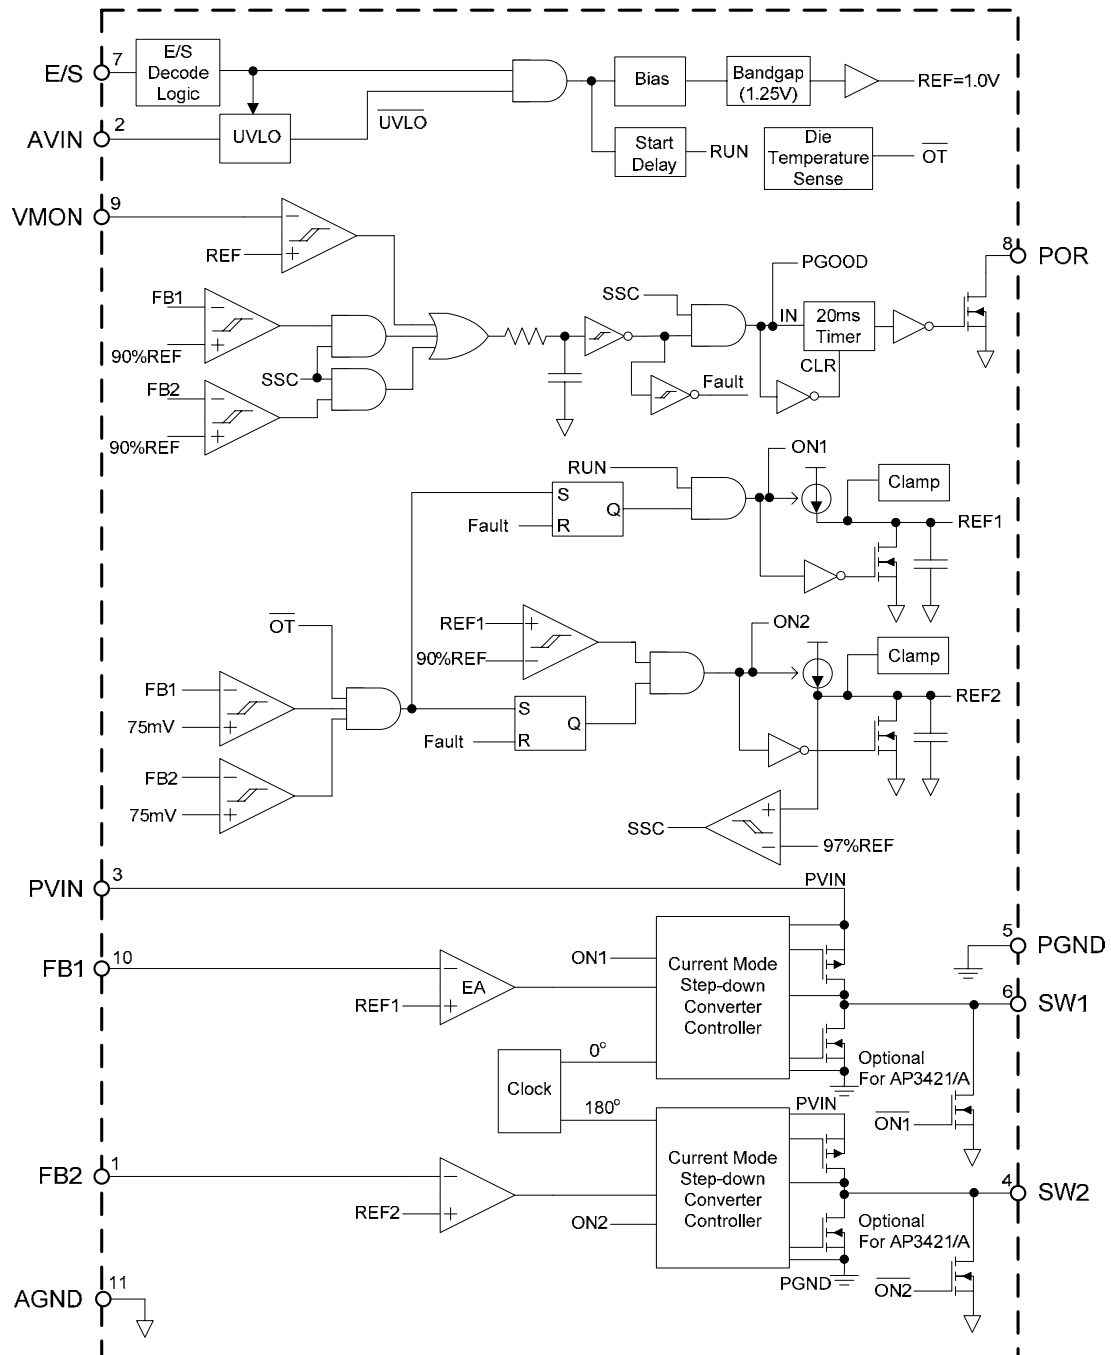 7
E/S
E/S
Decode
Logic
Bias
Bandgap
(1.25V)
REF=1.0V
2
AVIN
UVLO
UVLO
Start
Delay
RUN
Die
Temperature
Sense
OT
9
VMON
REF
−
+
8
POR
PGOOD
FB1
−
+
90%REF
SSC
SSC
IN
20ms
Timer
CLR
FB2
−
+
90%REF
Fault
RUN
ON1
Clamp
S
Q
R
Fault
REF1
OT
REF1
+
90%REF
−
ON2
Clamp
FB1
−
75mV
+
S
Q
R
Fault
REF2
FB2
−
75mV
+
SSC
+
−
97%REF
3
PVIN
PVIN
5
PGND
10
FB1
−
EA
REF1
+
ON1
Current Mode
Step-down
Converter
Controller
6
SW1
0°
Clock
180°
Optional
For AP3421/A
PVIN
ON1
1
FB2
−
REF2
+
ON2
Current Mode
Step-down
Converter
Controller
4
SW2
Optional
For AP3421/A
PGND
ON2
11
AGND